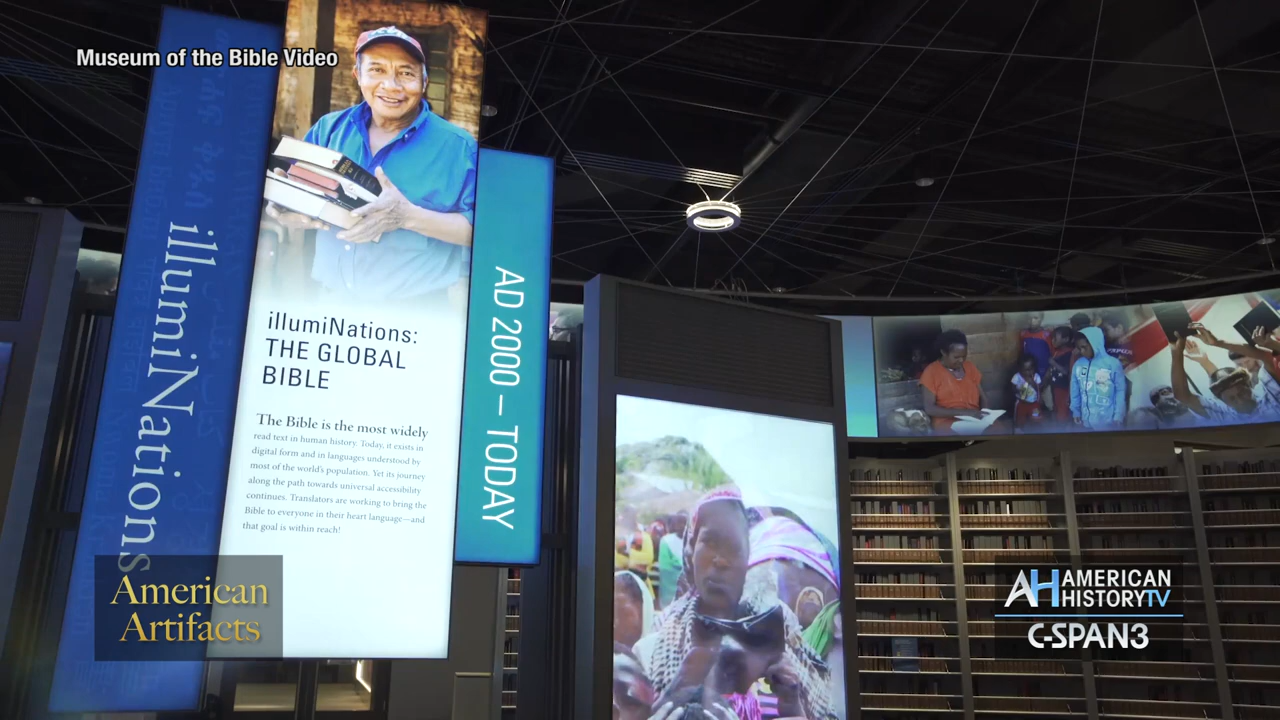 Museum of the Bible Video
illumiNations
illumiNations:
THE GLOBAL
BIBLE
The Bible is the most widely
read text in human history. Today, it exists in
digital form and in languages understood by
most of the world's population. Yet its journey
along the path towards universal accessibility
continues. Translators are working to bring the
Bible to everyone in their heart language—and
that goal is within reach!
AD 2000 – TODAY
American
Artifacts
AH AMERICAN
HISTORYTV
C-SPAN3